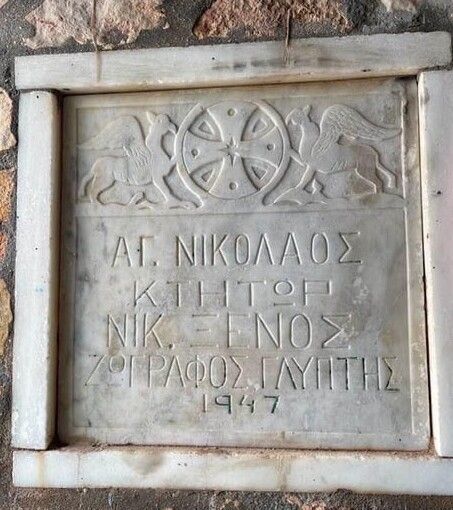 ΑΓ. ΝΙΚΟΛΑΟΣ
ΚΤΗΤΩΡ
ΝΙΚ. ΞΕΝΟΣ
ΖΩΓΡΑΦΟΣ, ΓΛΥΠΤΗΣ
1947